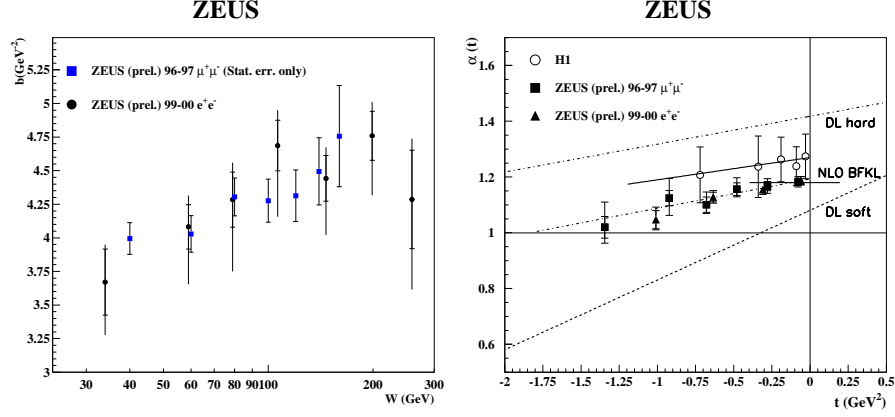 ZEUS
b(GeV⁻²)
ZEUS (prel.) 96-97 μ⁺μ⁻ (Stat. err. only)
ZEUS (prel.) 99-00 e⁺e⁻
5.25
5
4.75
4.5
4.25
4
3.75
3.5
3.25
3
30 40 50 60 70 80 90 100 200 300
W (GeV)
ZEUS
α (t)
H1
ZEUS (prel.) 96-97 μ⁺μ⁻
ZEUS (prel.) 99-00 e⁺e⁻
DL hard
NLO BFKL
DL soft
1.6
1.4
1.2
1
0.8
0.6
-2 -1.75 -1.5 -1.25 -1 -0.75 -0.5 -0.25 0 0.25 0.5
t (GeV²)